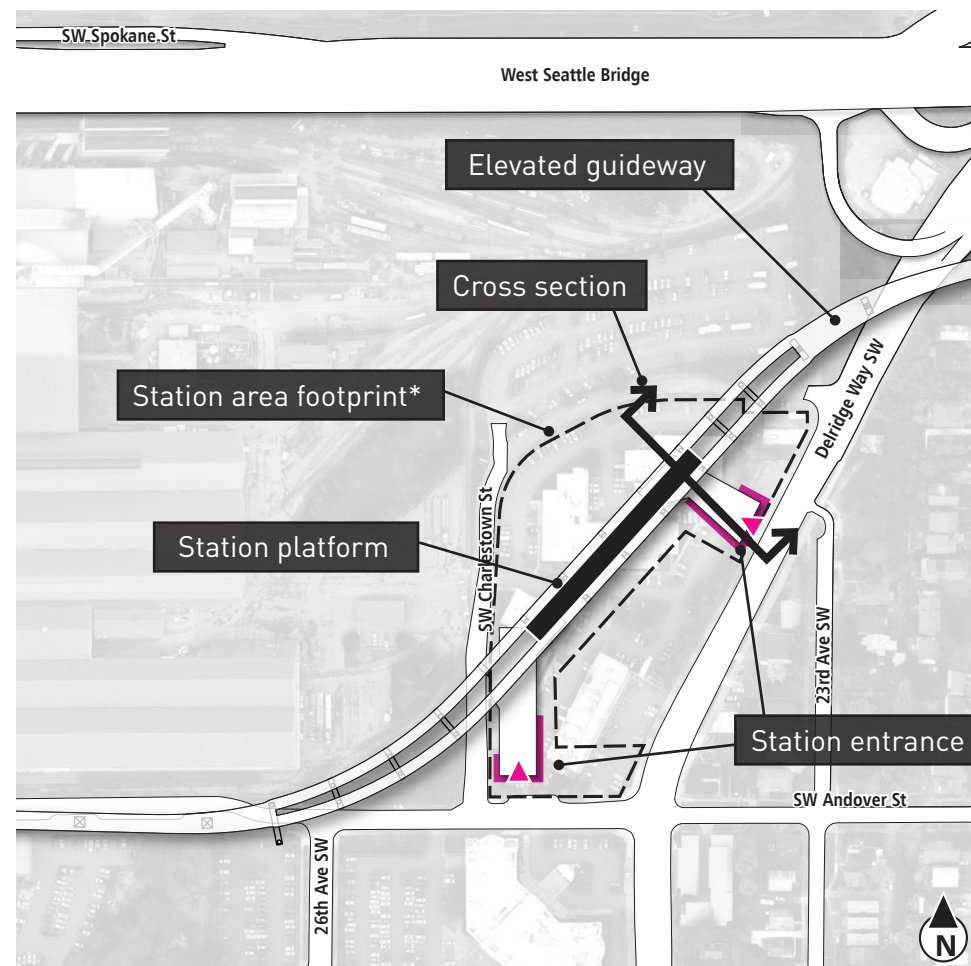 SW Spokane St
West Seattle Bridge
Elevated guideway
Cross section
Delridge Way SW
Station area footprint*
SW Charlestown St
Station platform
23rd Ave SW
Station entrance
SW Andover St
26th Ave SW
N